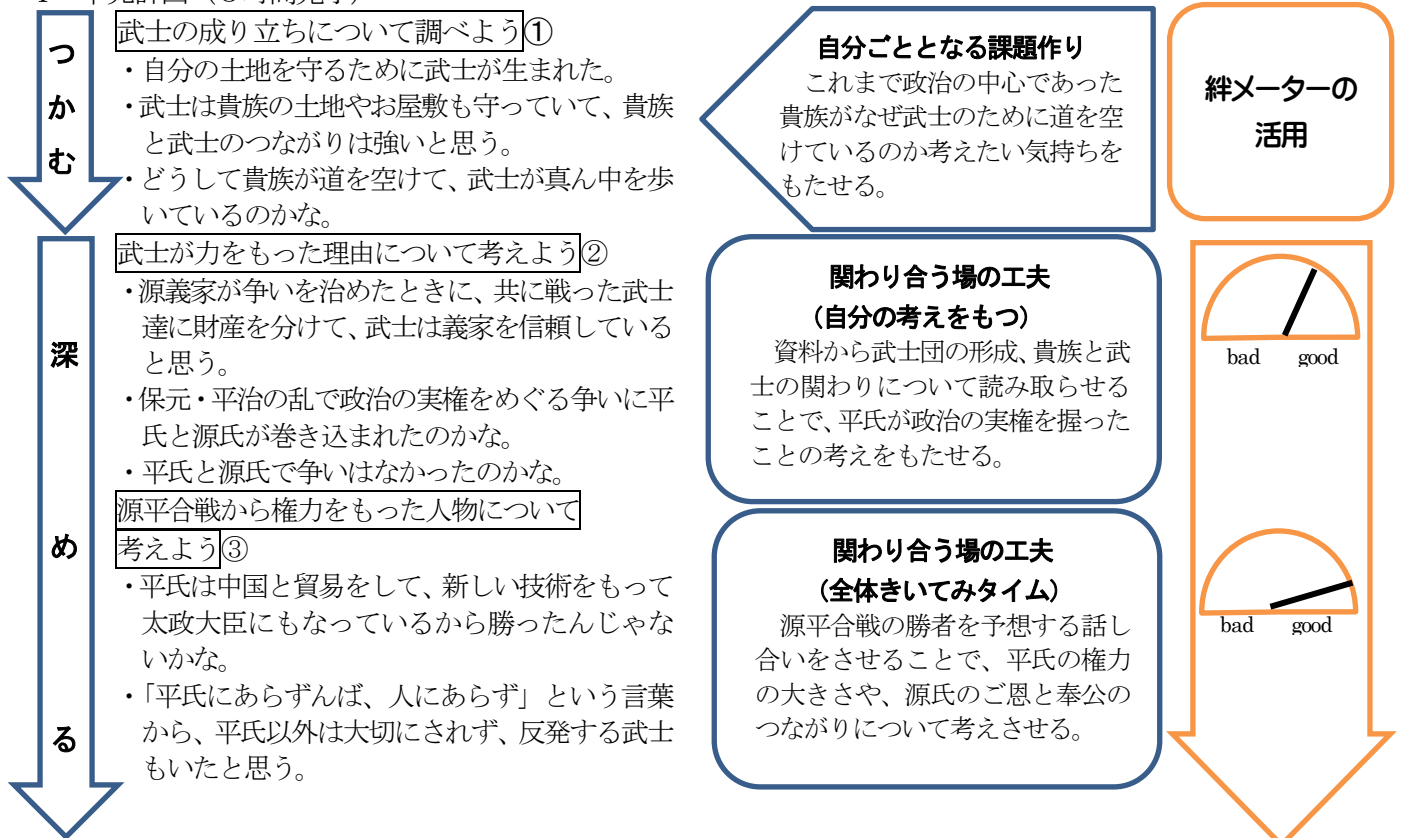 つかむ
武士の成り立ちについて調べよう①
・自分の土地を守るために武士が生まれた。
・武士は貴族の土地やお屋敷も守っていて、貴族
と武士のつながりは強いと思う。
・どうして貴族が道を空けて、武士が真ん中を歩
いているのかな。
自分ごととなる課題作り
これまで政治の中心であった
貴族がなぜ武士のために道を空
けているのか考えたい気持ちを
もたせる。
絆メーターの
活用
深める
武士が力をもった理由について考えよう②
・源義家が争いを治めたときに、共に戦った武士
達に財産を分けて、武士は義家を信頼している
と思う。
・保元・平治の乱で政治の実権をめぐる争いに平
氏と源氏が巻き込まれたのかな。
・平氏と源氏で争いはなかったのかな。
関わり合う場の工夫
（自分の考えをもつ）
資料から武士団の形成、貴族と武
士の関わりについて読み取らせる
ことで、平氏が政治の実権を握った
ことの考えをもたせる。
bad good
源平合戦から権力をもった人物について
考えよう③
・平氏は中国と貿易をして、新しい技術をもって
太政大臣にもなっているから勝ったんじゃな
いかな。
・「平氏にあらずんば、人にあらず」という言葉
から、平氏以外は大切にされず、反発する武士
もいたと思う。
関わり合う場の工夫
（全体きいてみタイム）
源平合戦の勝者を予想する話し
合いをさせることで、平氏の権力
の大きさや、源氏のご恩と奉公の
つながりについて考えさせる。
bad good